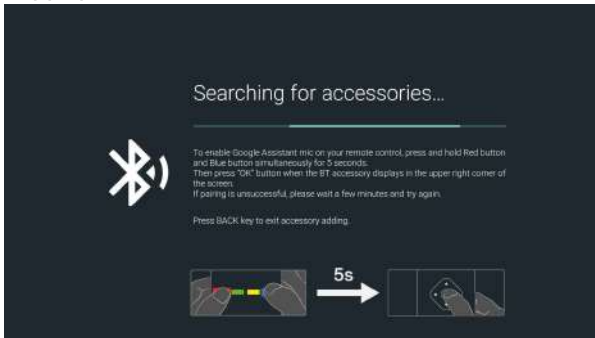 Searching for accessories...
To enable Google Assistant mic on your remote control, press and hold Red button
and Blue button simultaneously for 5 seconds.
Then press "OK" button when the BT accessory displays in the upper right corner of
the screen.
If pairing is unsuccessful, please wait a few minutes and try again.
Press BACK key to exit accessory adding.
5s